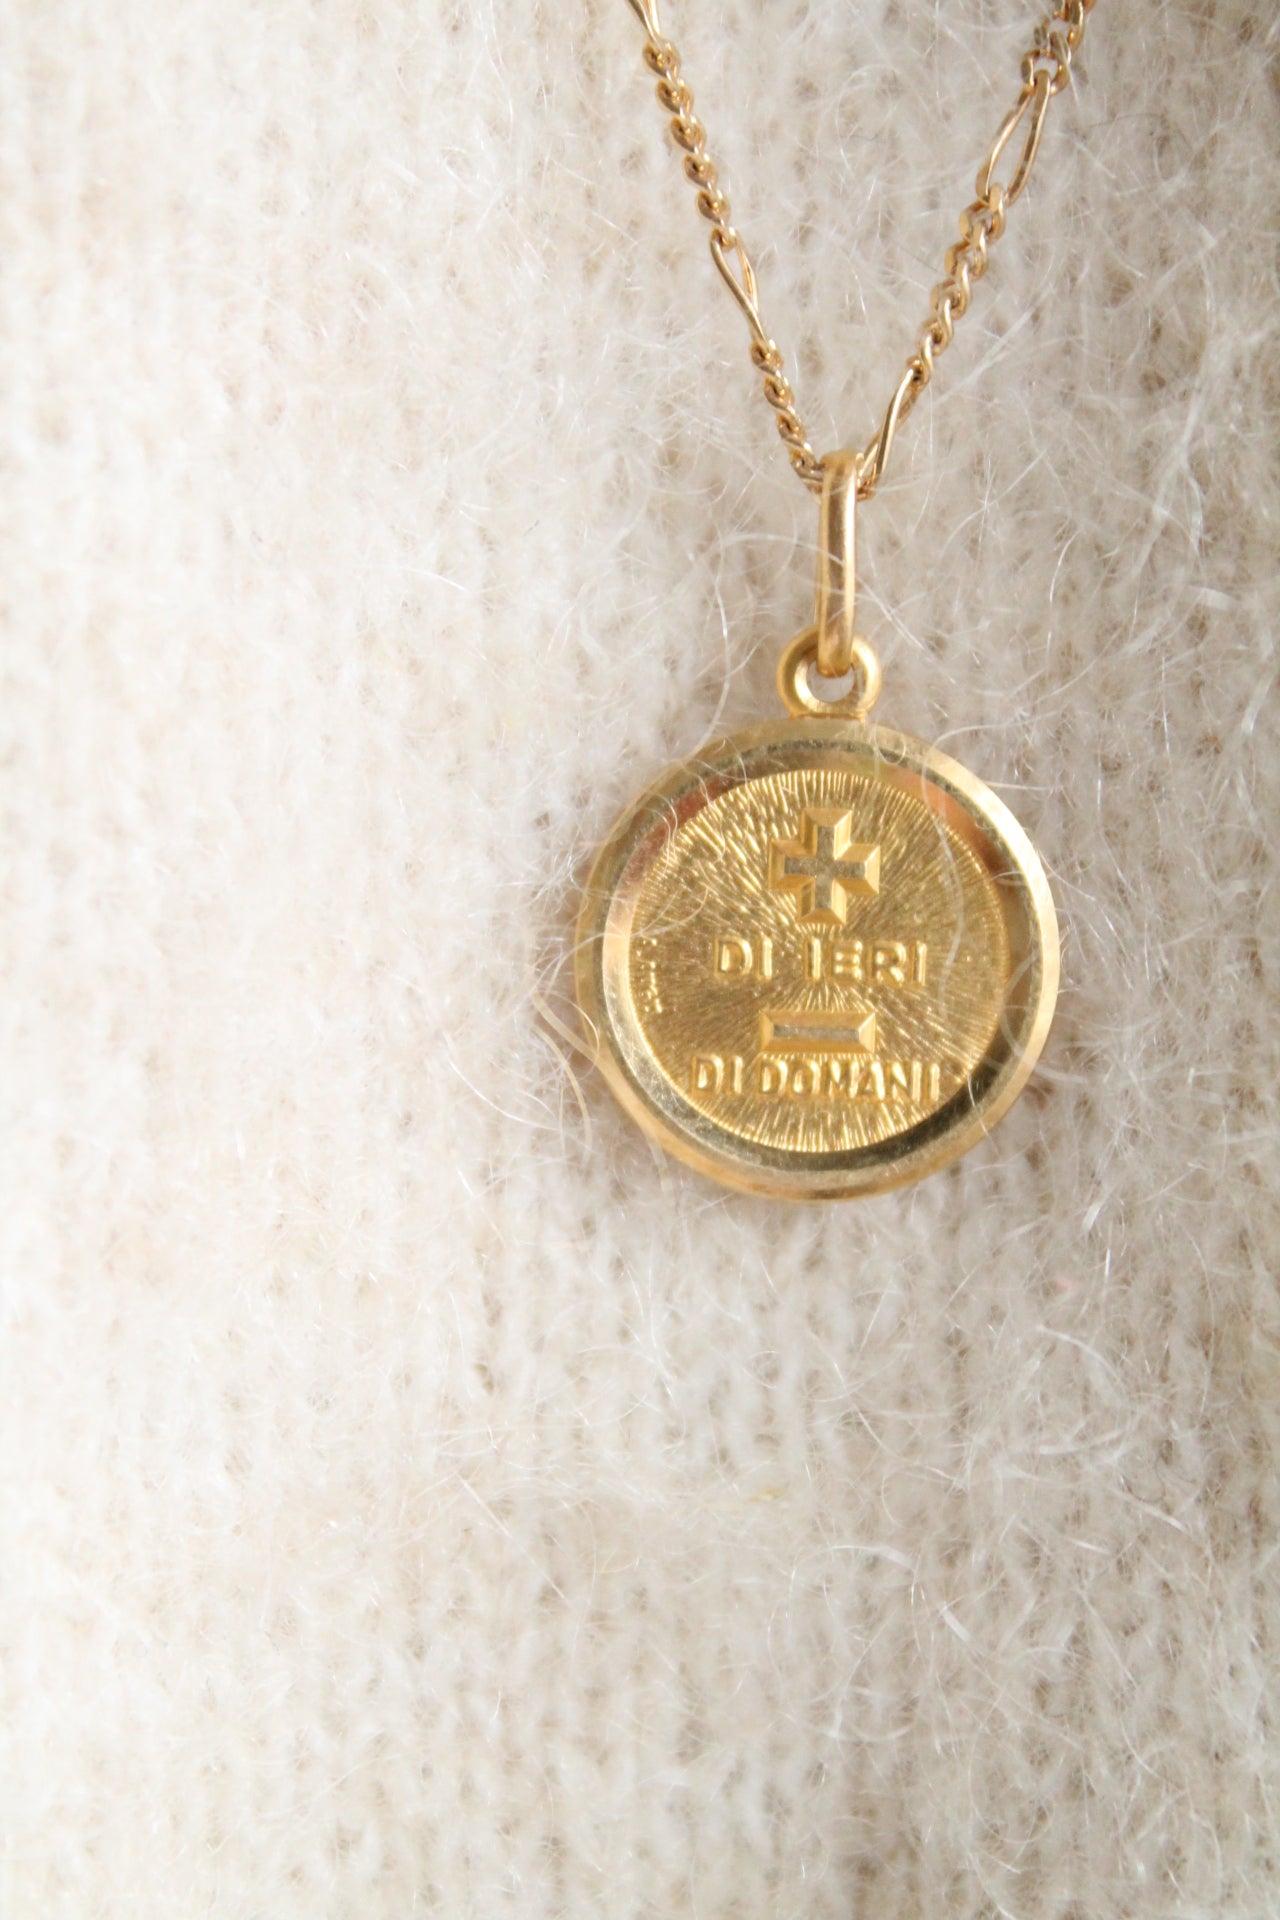 +
DI IERI
-
DI DOMANI